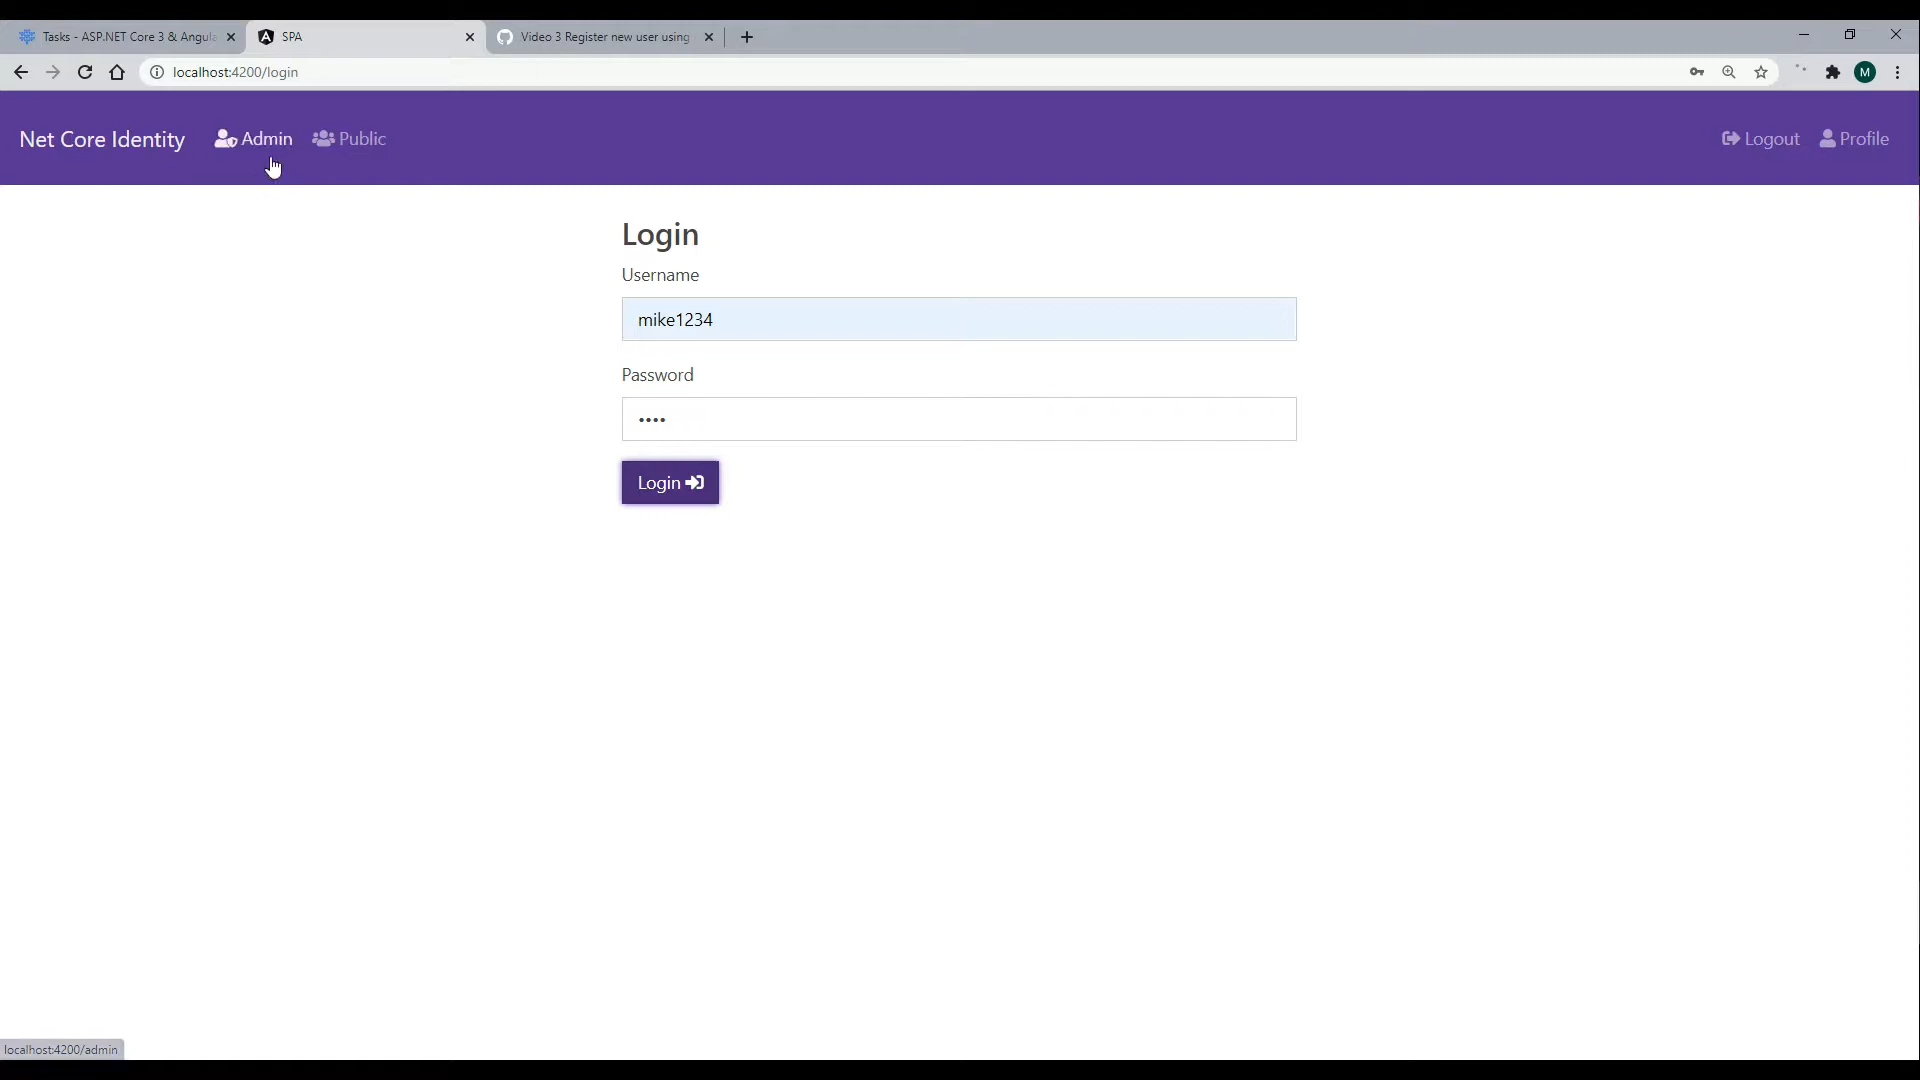 Tasks - ASP.NET Core 3 & Angula
SPA
Video 3 Register new user using
localhost:4200/login
M
Net Core Identity
Admin
Public
Logout
Profile
Login
Username
mike1234
Password
••••
Login
localhost:4200/admin